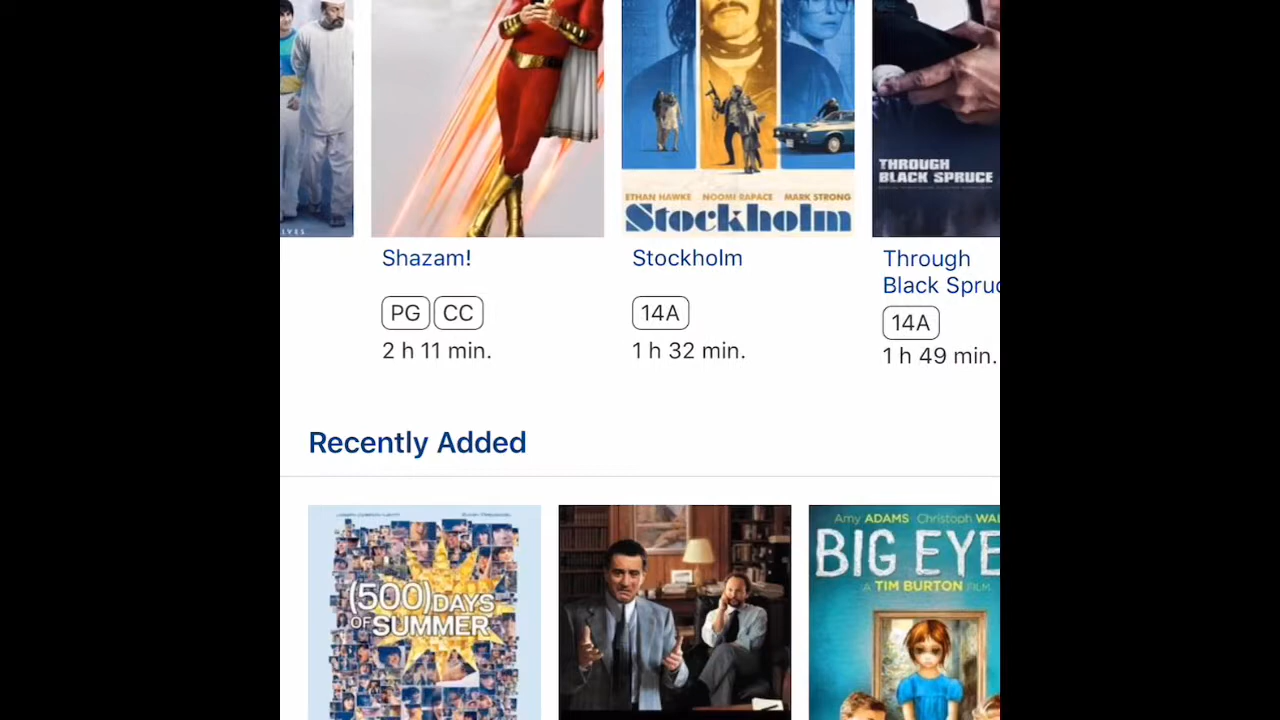 LVES
THROUGH
BLACK SPRUCE
ETHAN HAWKE NOOMI RAPACE MARK STRONG
Stockholm
Shazam!
Stockholm
Through
Black Spruc
PG CC
14A
14A
2 h 11 min.
1 h 32 min.
1 h 49 min.
Recently Added
(500) DAYS
OF SUMMER
Amy ADAMS Christoph WAL
BIG EYE
A TIM BURTON FILM